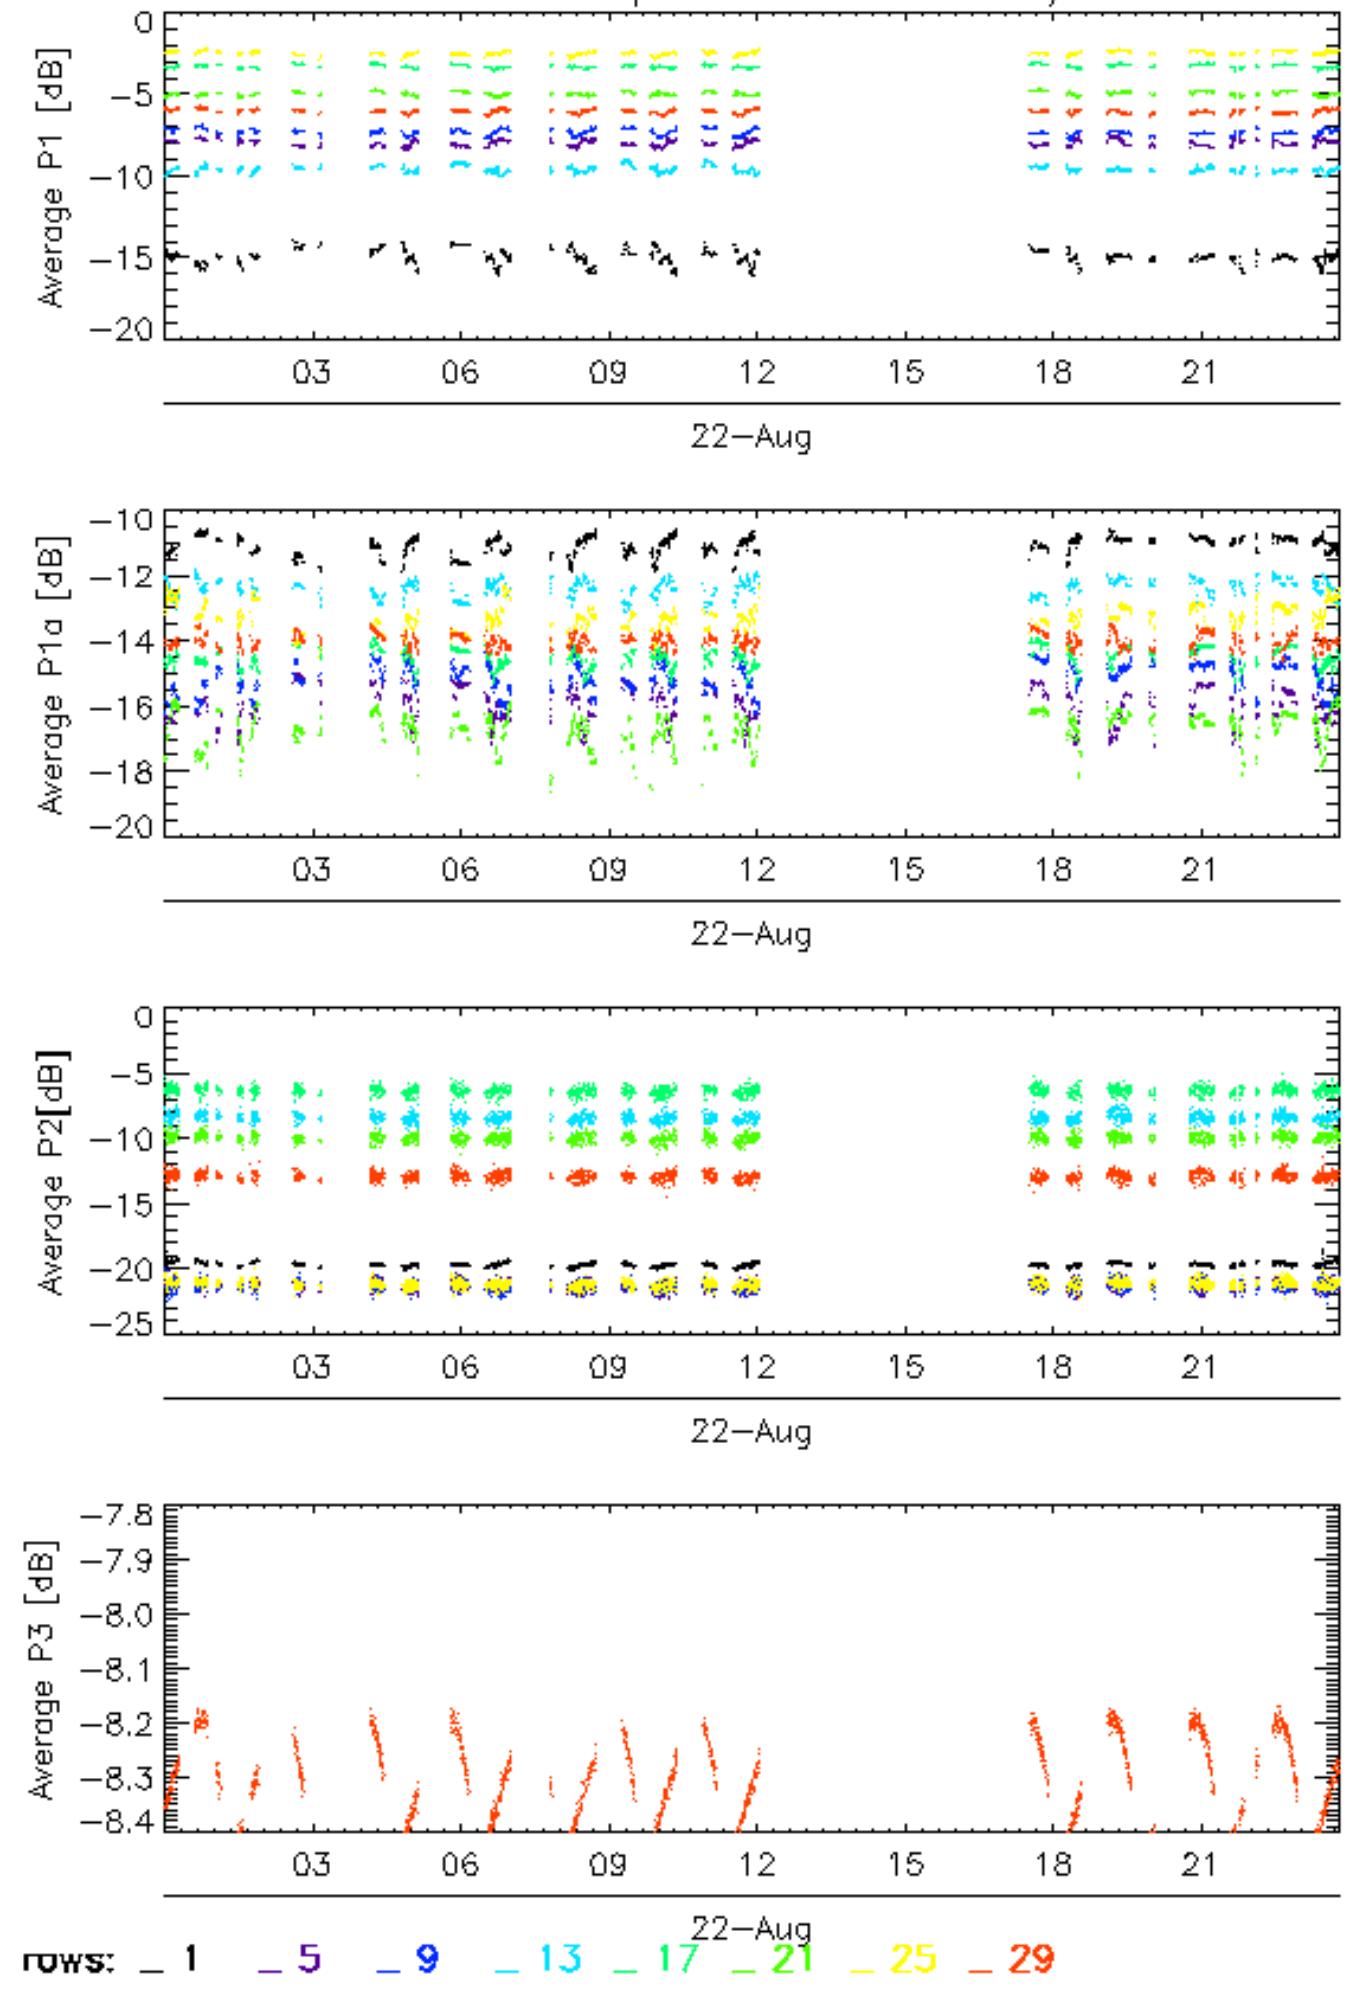 0
−5
−10
−15
−20
Average P1 [dB]
03 06 09 12 15 18 21
22−Aug
−10
−12
−14
−16
−18
−20
Average P1a [dB]
03 06 09 12 15 18 21
22−Aug
0
−5
−10
−15
−20
−25
Average P2[dB]
03 06 09 12 15 18 21
22−Aug
−7.8
−7.9
−8.0
−8.1
−8.2
−8.3
−8.4
Average P3 [dB]
03 06 09 12 15 18 21
22−Aug
rows: _ 1 _ 5 _ 9 _ 13 _ 17 _ 21 _ 25 _ 29